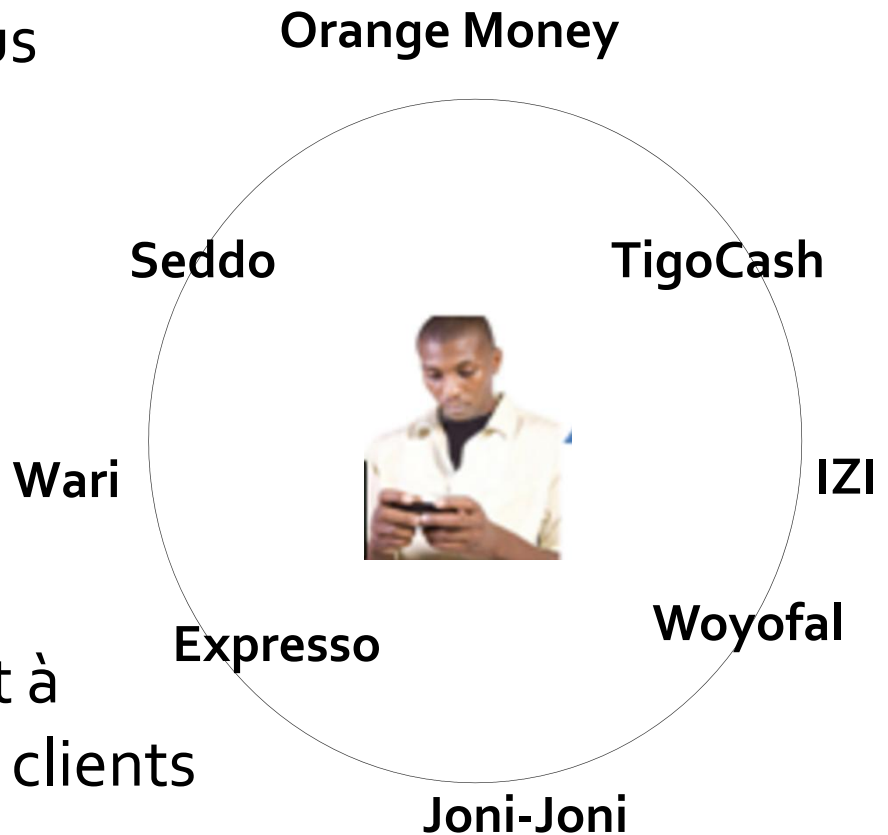 Orange Money
Seddo
TigoCash
Wari
IZI
Expresso
Woyofal
à
clients
Joni-Joni